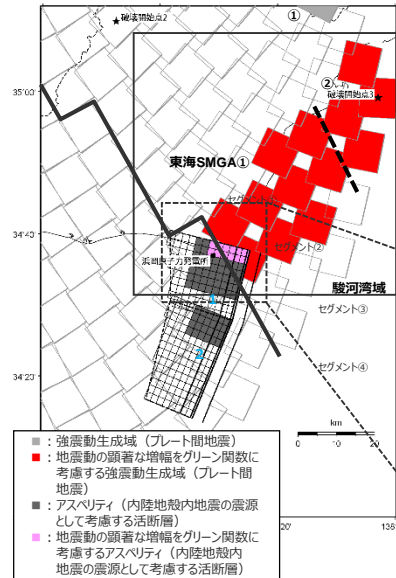 ①
★破壊開始点2
35°00'
②
破壊開始点3
東海SMGA①
セグメント
34°40'
セグメント②
浜岡原子力発電所
駿河湾域
1
セグメント③
2
34°20'
セグメント④
km
0 10 20
■：強震動生成域（プレート間地震）
■：地震動の顕著な増幅をグリーン関数に
考慮する強震動生成域（プレート間
地震）
■：アスペリティ（内陸地殻内地震の震源
として考慮する活断層）
■：地震動の顕著な増幅をグリーン関数に
考慮するアスペリティ（内陸地殻内
地震の震源として考慮する活断層）
20'
138°